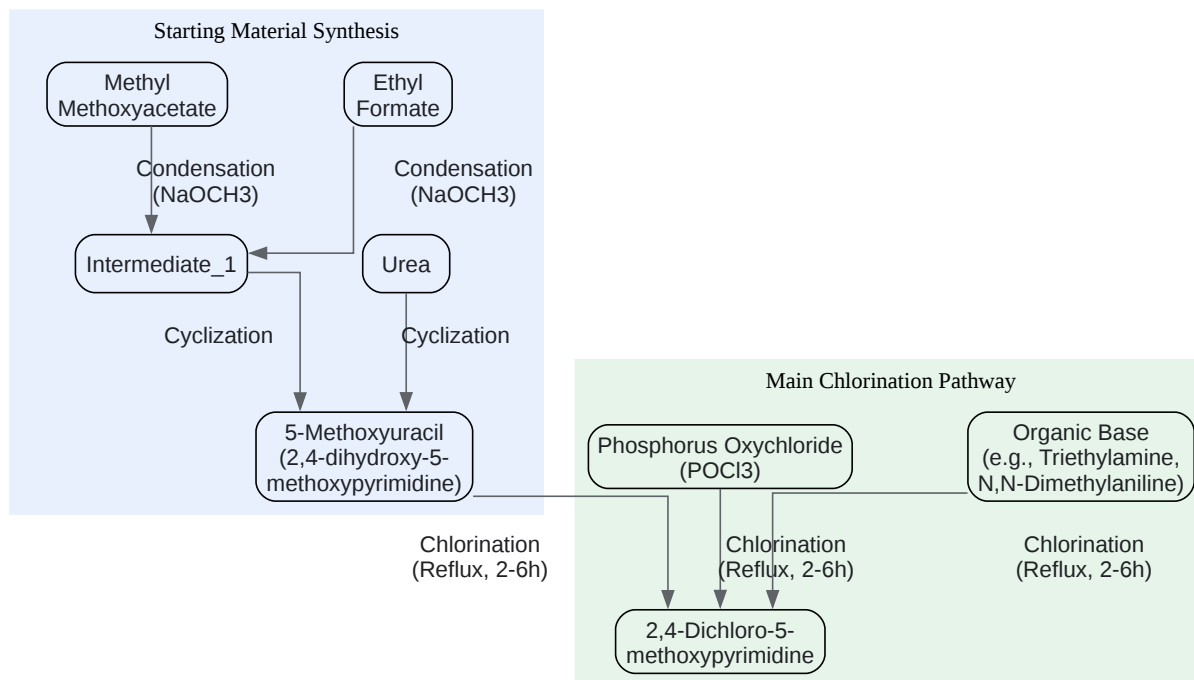 Starting Material Synthesis
Methyl
Methoxyacetate
Ethyl
Formate
Condensation
(NaOCH3)
Condensation
(NaOCH3)
Intermediate_1
Urea
Cyclization
Cyclization
5-Methoxyuracil
(2,4-dihydroxy-5-
methoxypyrimidine)
Main Chlorination Pathway
Phosphorus Oxychloride
(POCl3)
Organic Base
(e.g., Triethylamine,
N,N-Dimethylaniline)
Chlorination
(Reflux, 2-6h)
Chlorination
(Reflux, 2-6h)
Chlorination
(Reflux, 2-6h)
2,4-Dichloro-5-
methoxypyrimidine